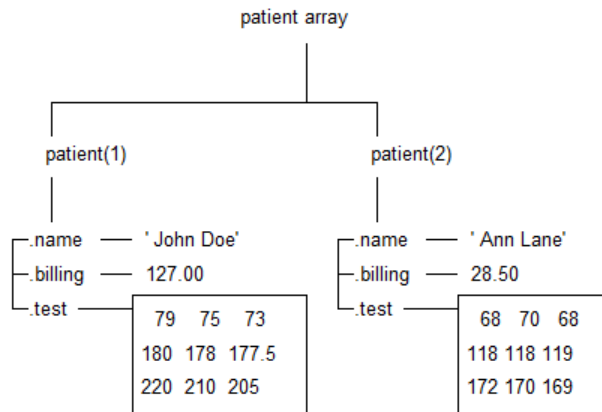 patient array
patient(1) patient(2)
.name ' John Doe' .name ' Ann Lane'
.billing 127.00 .billing 28.50
.test .test
79 75 73 68 70 68
180 178 177.5 118 118 119
220 210 205 172 170 169